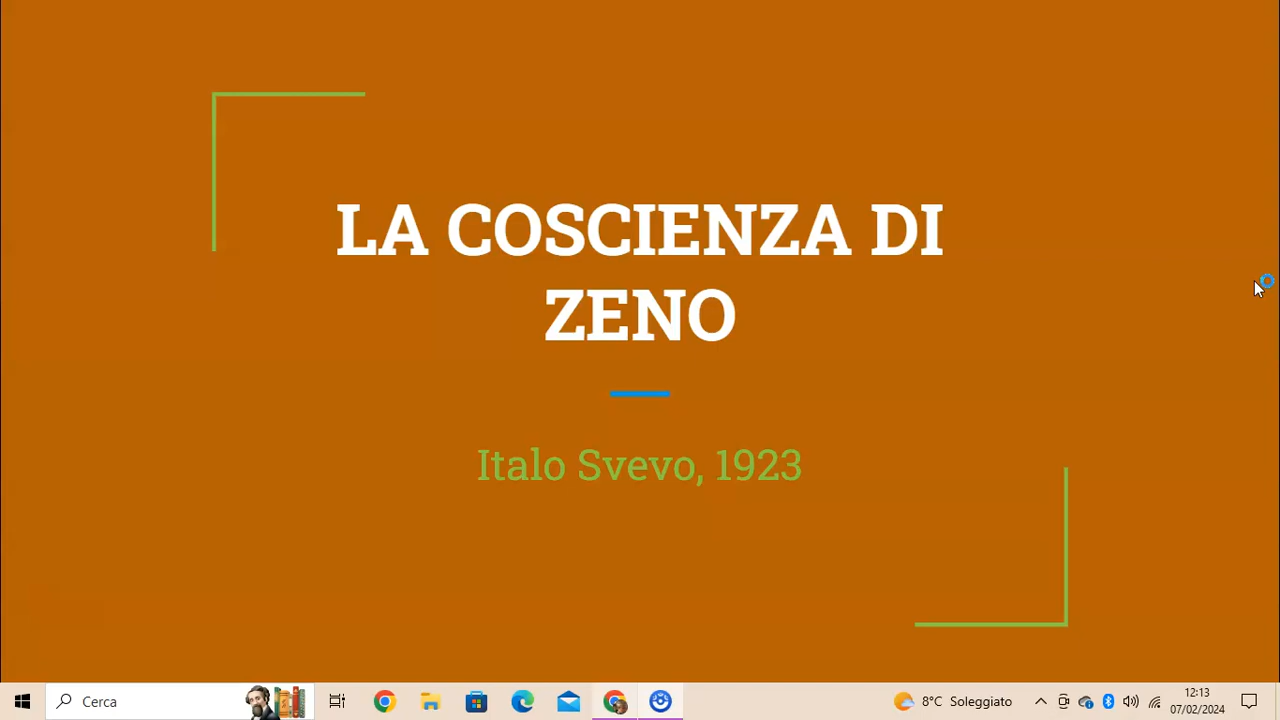 LA COSCIENZA DI
ZENO
Italo Svevo, 1923
Cerca
8°C Soleggiato
12:13
07/02/2024